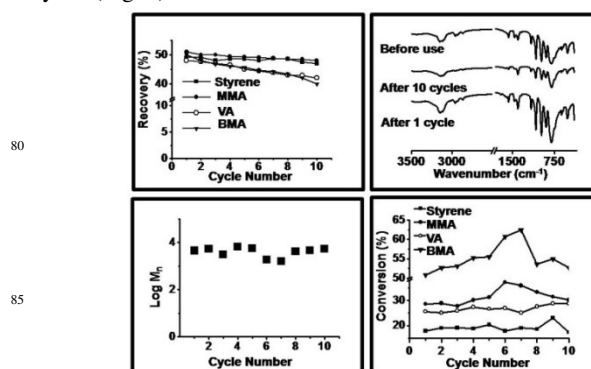 50
40
10
5
0
Recovery (%)
Styrene
MMA
VA
BMA
0 2 4 6 8 10
Cycle Number
Before use
After 10 cycles
After 1 cycle
3500 3000 1500 750
Wavenumber (cm-1)
80
4
2
0
Log Mn
0 2 4 6 8 10
Cycle Number
65
60
55
50
30
20
Conversion (%)
Styrene
MMA
VA
BMA
2 4 6 8 10
Cycle Number
85